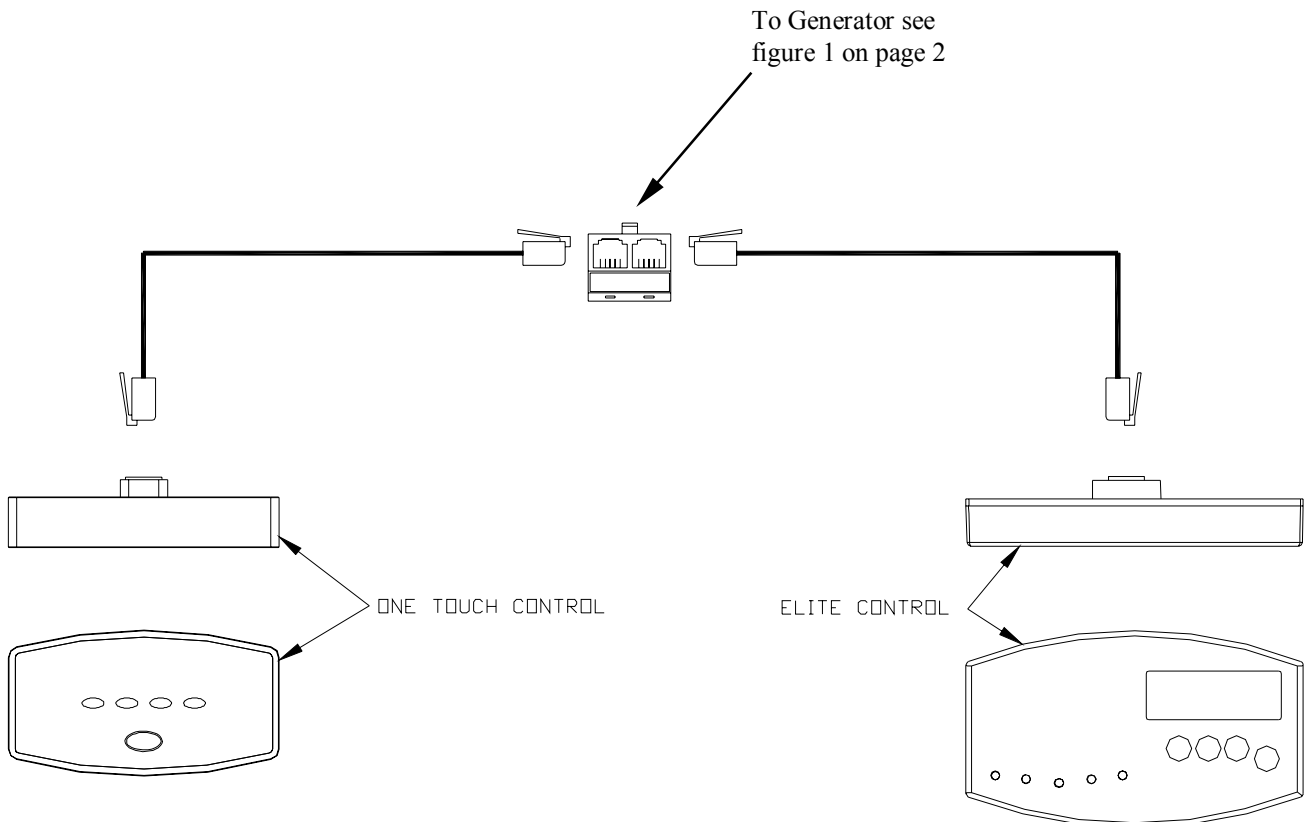 To Generator see
figure 1 on page 2
ONE TOUCH CONTROL
ELITE CONTROL